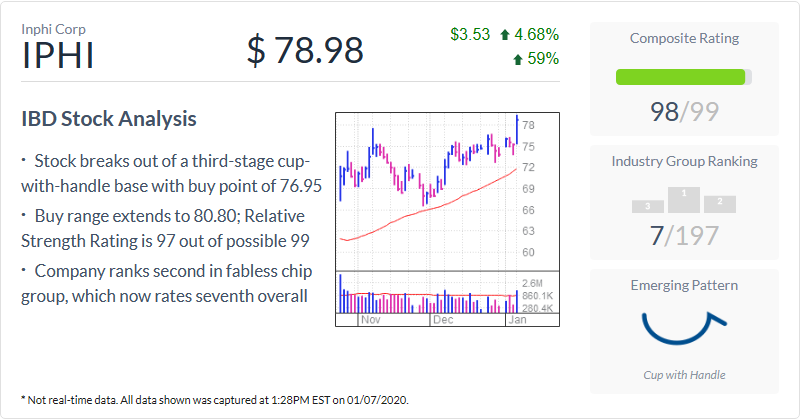 Inphi Corp
IPHI
$ 78.98
$3.53 4.68%
59%
IBD Stock Analysis
· Stock breaks out of a third-stage cup-
with-handle base with buy point of 76.95
· Buy range extends to 80.80; Relative
Strength Rating is 97 out of possible 99
· Company ranks second in fabless chip
group, which now rates seventh overall
78
75
72
69
66
63
60
2.6M
860.1K
280.4K
Nov Dec Jan
Composite Rating
98/99
Industry Group Ranking
3 1 2
7/197
Emerging Pattern
Cup with Handle
* Not real-time data. All data shown was captured at 1:28PM EST on 01/07/2020.